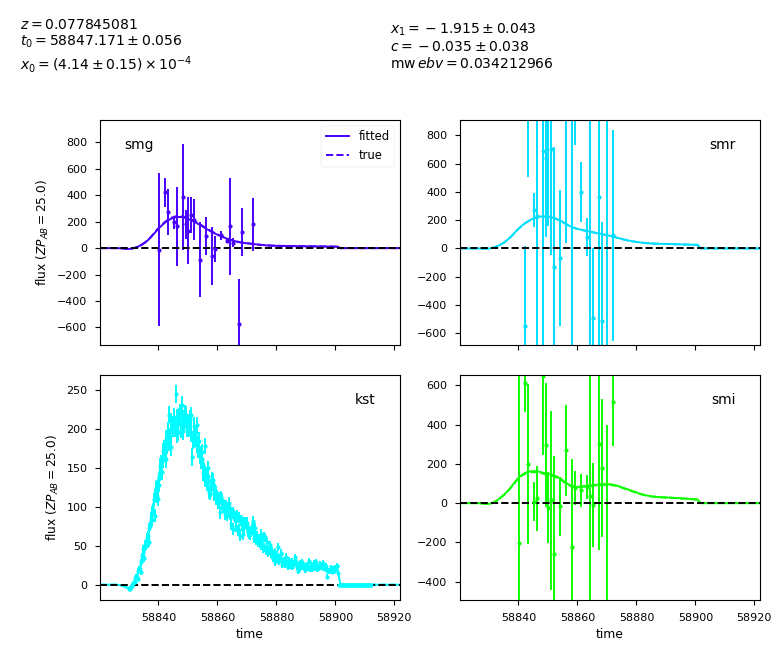 z = 0.077845081
t₀ = 58847.171 ± 0.056
x₀ = (4.14 ± 0.15) × 10⁻⁴
x₁ = −1.915 ± 0.043
c = −0.035 ± 0.038
mw ebv = 0.034212966
smg
fitted
true
800
600
400
200
0
−200
−400
−600
flux (ZP_AB = 25.0)
smr
800
600
400
200
0
−200
−400
−600
kst
250
200
150
100
50
0
flux (ZP_AB = 25.0)
58840 58860 58880 58900 58920
time
smi
600
400
200
0
−200
−400
58840 58860 58880 58900 58920
time